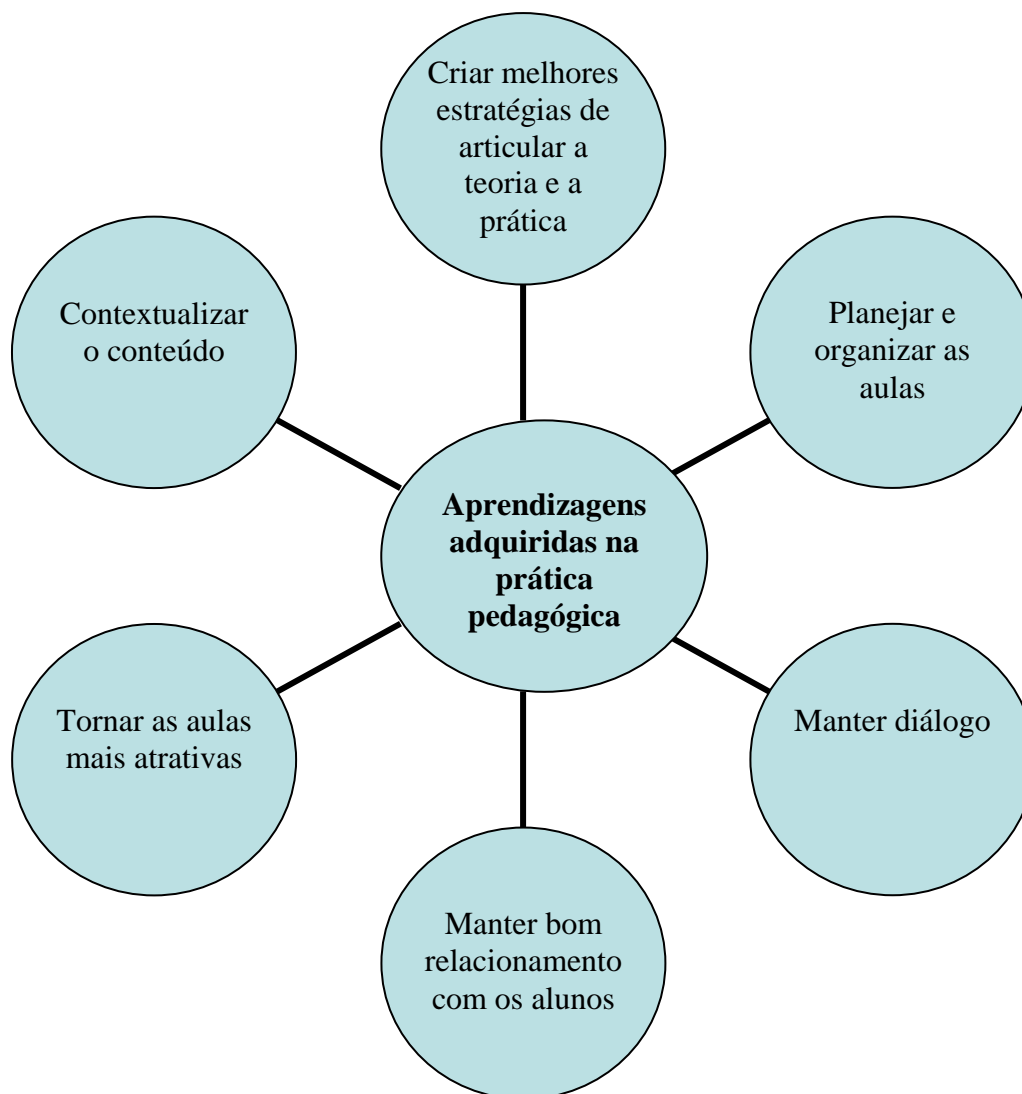 Criar melhores
estratégias de
articular a
teoria e a
prática
Contextualizar
o conteúdo
Planejar e
organizar as
aulas
Aprendizagens
adquiridas na
prática
pedagógica
Tornar as aulas
mais atrativas
Manter diálogo
Manter bom
relacionamento
com os alunos